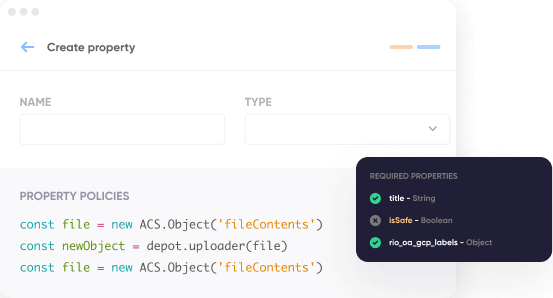 Create property
NAME
TYPE
PROPERTY POLICIES
const file = new ACS.Object('fileContents')
const newObject = depot.uploader(file)
const file = new ACS.Object('fileContents')
REQUIRED PROPERTIES
title - String
isSafe - Boolean
rio_oa_gcp_labels - Object